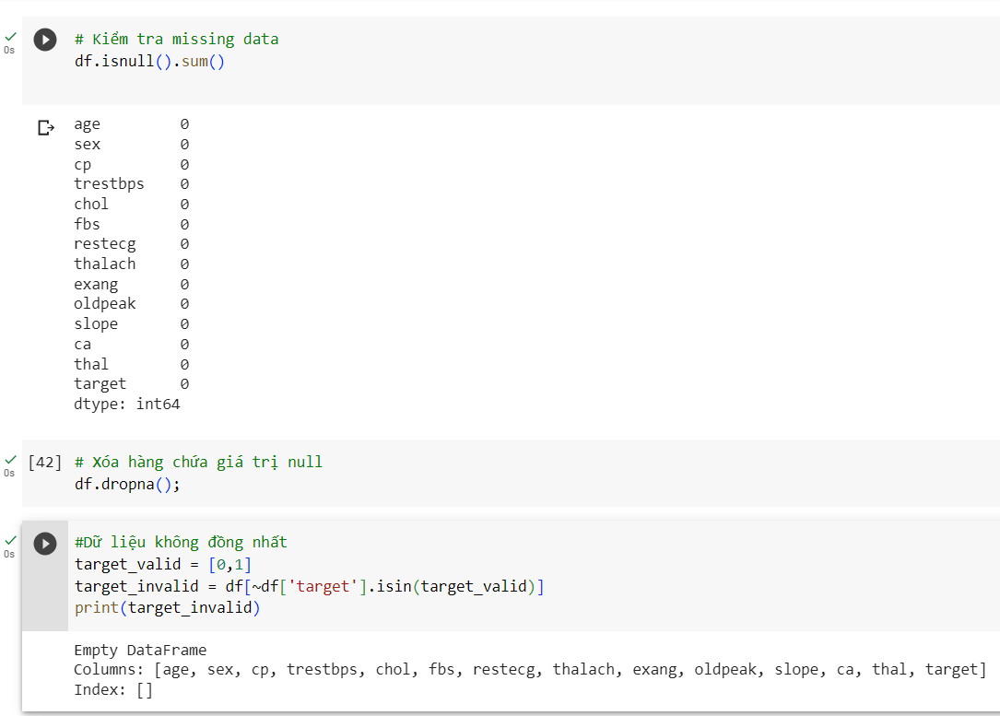 # Kiểm tra missing data
0s
df.isnull().sum()
age 0
sex 0
cp 0
trestbps 0
chol 0
fbs 0
restecg 0
thalach 0
exang 0
oldpeak 0
slope 0
ca 0
thal 0
target 0
dtype: int64
[42] # Xóa hàng chứa giá trị null
0s
df.dropna();
#Dữ liệu không đồng nhất
0s
target_valid = [0,1]
target_invalid = df[~df['target'].isin(target_valid)]
print(target_invalid)
Empty DataFrame
Columns: [age, sex, cp, trestbps, chol, fbs, restecg, thalach, exang, oldpeak, slope, ca, thal, target]
Index: []